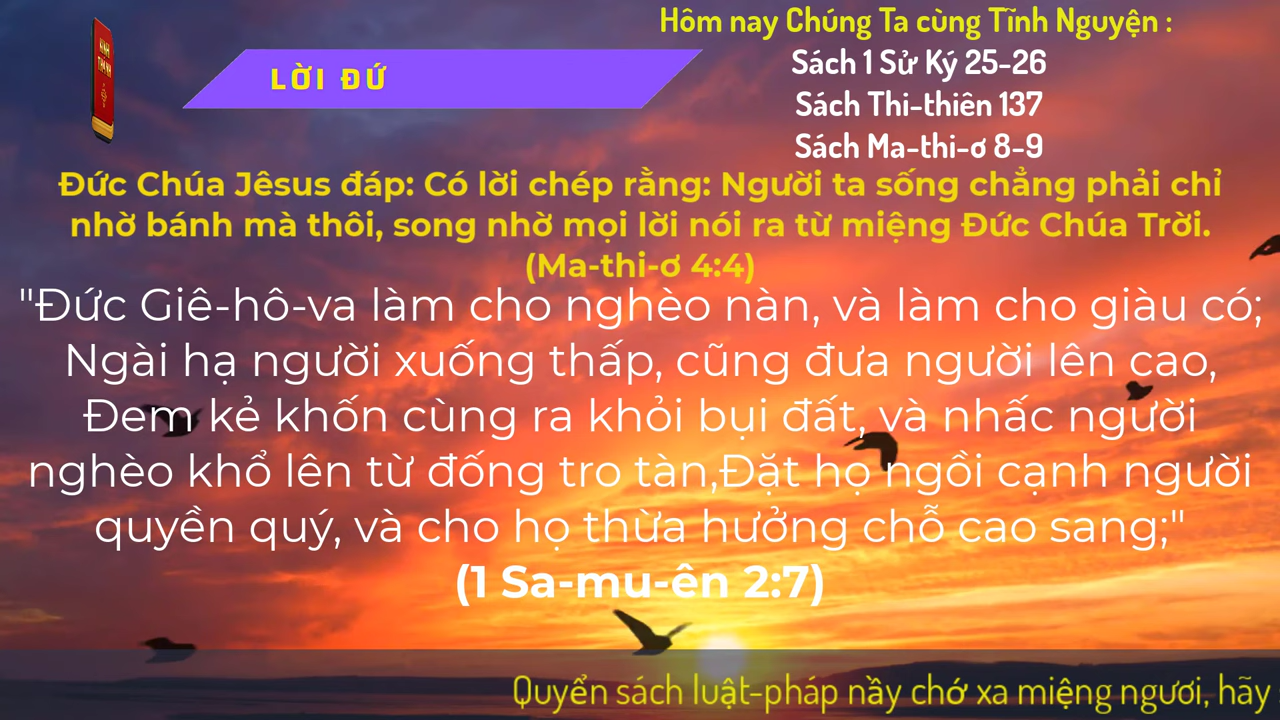 Hôm nay Chúng Ta cùng Tĩnh Nguyện :
KINH THÁNH
LỜI ĐỨ
Sách 1 Sử Ký 25-26
Sách Thi-thiên 137
Sách Ma-thi-ơ 8-9
Đức Chúa Jêsus đáp: Có lời chép rằng: Người ta sống chẳng phải chỉ
nhờ bánh mà thôi, song nhờ mọi lời nói ra từ miệng Đức Chúa Trời.
(Ma-thi-ơ 4:4)
"Đức Giê-hô-va làm cho nghèo nàn, và làm cho giàu có;
Ngài hạ người xuống thấp, cũng đưa người lên cao,
Đem kẻ khốn cùng ra khỏi bụi đất, và nhấc người
nghèo khổ lên từ đống tro tàn,Đặt họ ngồi cạnh người
quyền quý, và cho họ thừa hưởng chỗ cao sang;"
(1 Sa-mu-ên 2:7)
Quyển sách luật-pháp nầy chớ xa miệng ngươi, hãy